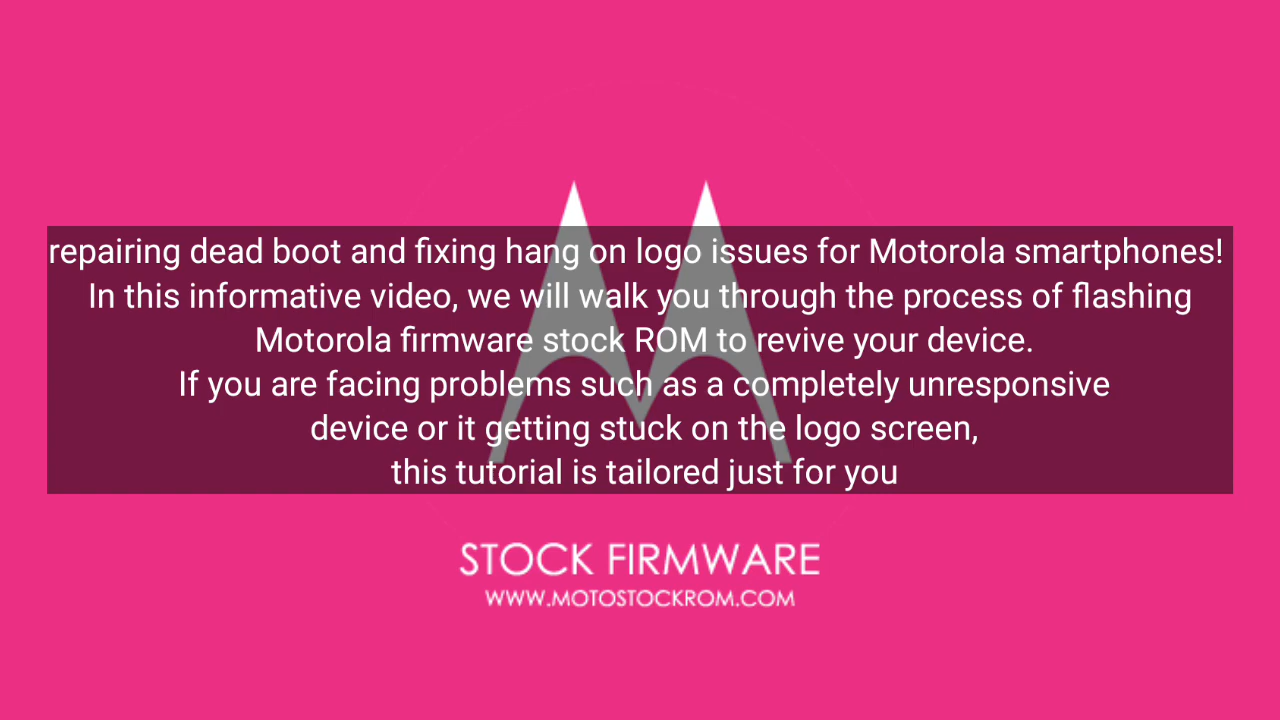 repairing dead boot and fixing hang on logo issues for Motorola smartphones!
In this informative video, we will walk you through the process of flashing
Motorola firmware stock ROM to revive your device.
If you are facing problems such as a completely unresponsive
device or it getting stuck on the logo screen,
this tutorial is tailored just for you
STOCK FIRMWARE
WWW.MOTOSTOCKROM.COM